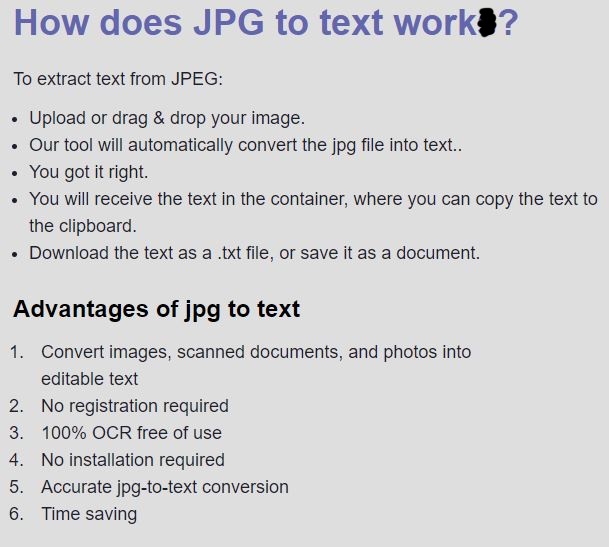 How does JPG to text work?
To extract text from JPEG:
• Upload or drag & drop your image.
• Our tool will automatically convert the jpg file into text..
• You got it right.
• You will receive the text in the container, where you can copy the text to
the clipboard.
• Download the text as a .txt file, or save it as a document.
Advantages of jpg to text
1. Convert images, scanned documents, and photos into
editable text
2. No registration required
3. 100% OCR free of use
4. No installation required
5. Accurate jpg-to-text conversion
6. Time saving